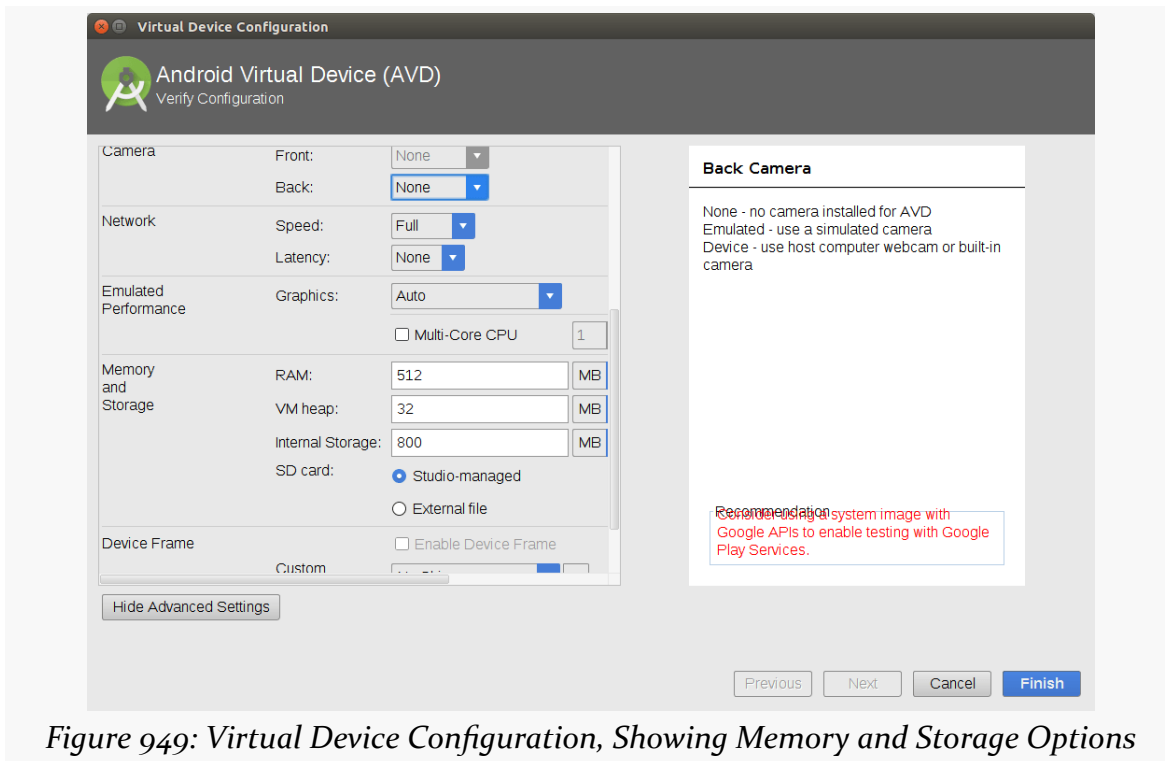 Virtual Device Configuration
Android Virtual Device (AVD)
Verify Configuration
Camera
Front:
None
Back:
None
Network
Speed:
Full
Latency:
None
Emulated
Performance
Graphics:
Auto
Multi-Core CPU
1
Memory
and
Storage
RAM:
512
MB
VM heap:
32
MB
Internal Storage:
800
MB
SD card:
Studio-managed
External file
Device Frame
Enable Device Frame
Custom
Hide Advanced Settings
Back Camera
None - no camera installed for AVD
Emulated - use a simulated camera
Device - use host computer webcam or built-in
camera
Recommendation
Consider using a system image with
Google APIs to enable testing with Google
Play Services.
Previous
Next
Cancel
Finish
Figure 949: Virtual Device Configuration, Showing Memory and Storage Options